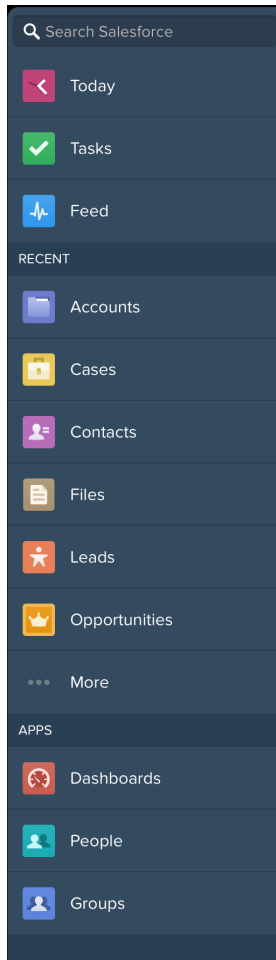 Search Salesforce
Today
Tasks
Feed
RECENT
Accounts
Cases
Contacts
Files
Leads
Opportunities
More
APPS
Dashboards
People
Groups